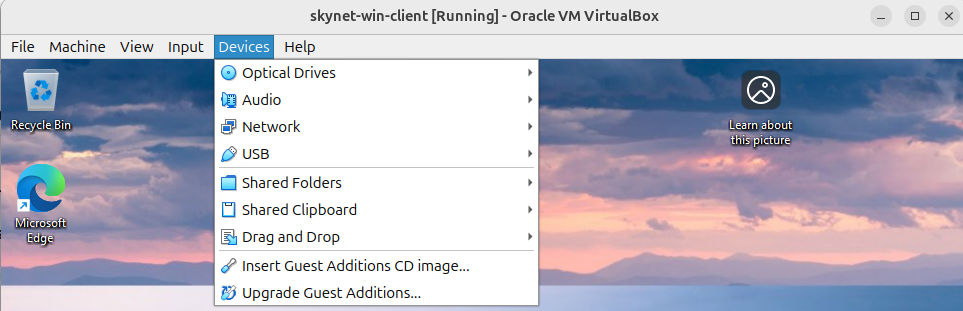 skynet-win-client [Running] - Oracle VM VirtualBox
File Machine View Input Devices Help
Optical Drives
Audio
Network
USB
Shared Folders
Shared Clipboard
Drag and Drop
Insert Guest Additions CD image...
Upgrade Guest Additions...
Recycle Bin
Microsoft
Edge
Learn about
this picture